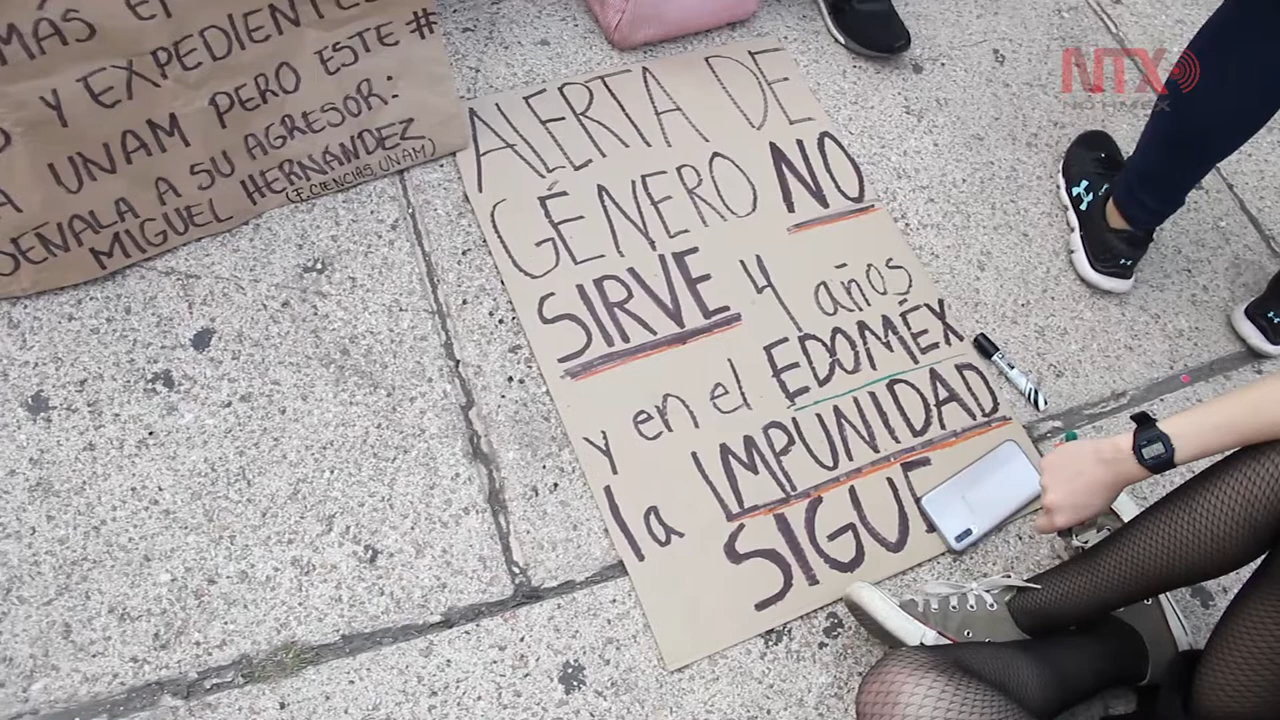 MÁS
Y EXPEDIENTES
UNAM PERO ESTE #
SEÑALA A SU AGRESOR:
MIGUEL HERNÁNDEZ
(F. CIENCIAS, UNAM)
ALERTA DE
GÉNERO NO
SIRVE 4 años
y en el EDOMÉX
la IMPUNIDAD
SIGUE
NTX